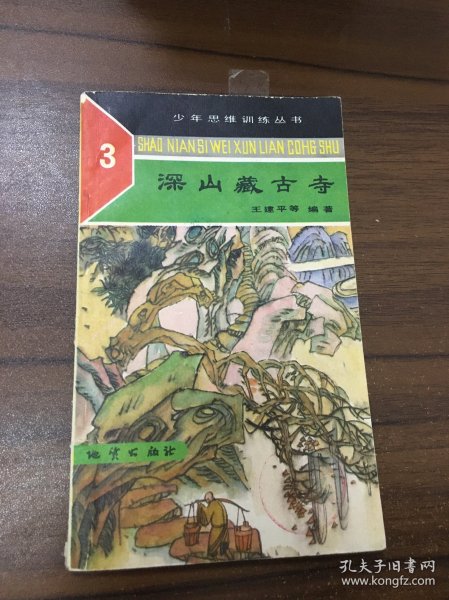 少年思维训练丛书
3
SHAO NIAN SI WEI XUN LIAN CONG SHU
深山藏古寺
王建平等 编著
地质出版社
孔夫子旧书网
www.kongfz.com